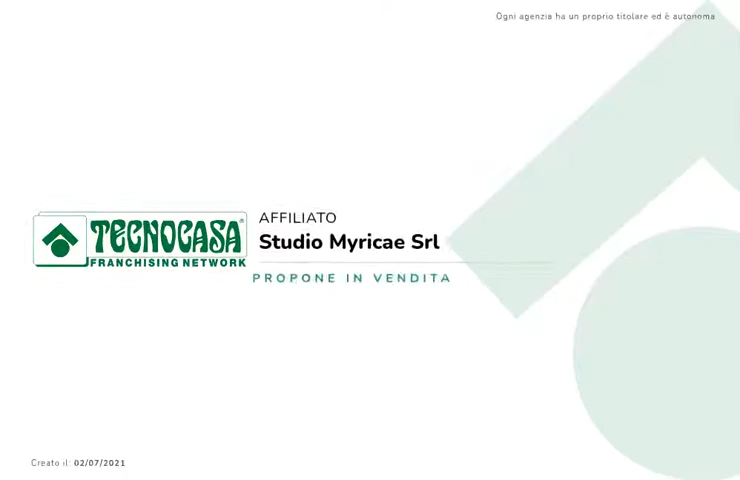 Ogni agenzia ha un proprio titolare ed è autonoma
TECNOCASA®
FRANCHISING NETWORK
AFFILIATO
Studio Myricae Srl
PROPONE IN VENDITA
Creato il: 02/07/2021